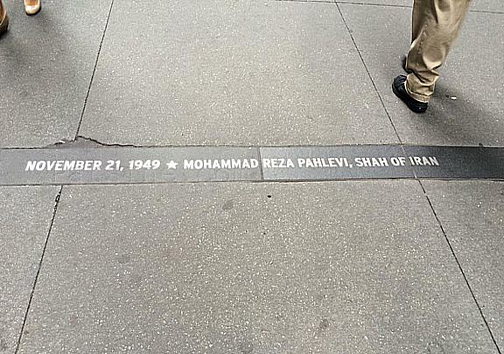 NOVEMBER 21, 1949 ★ MOHAMMAD REZA PAHLEVI, SHAH OF IRAN